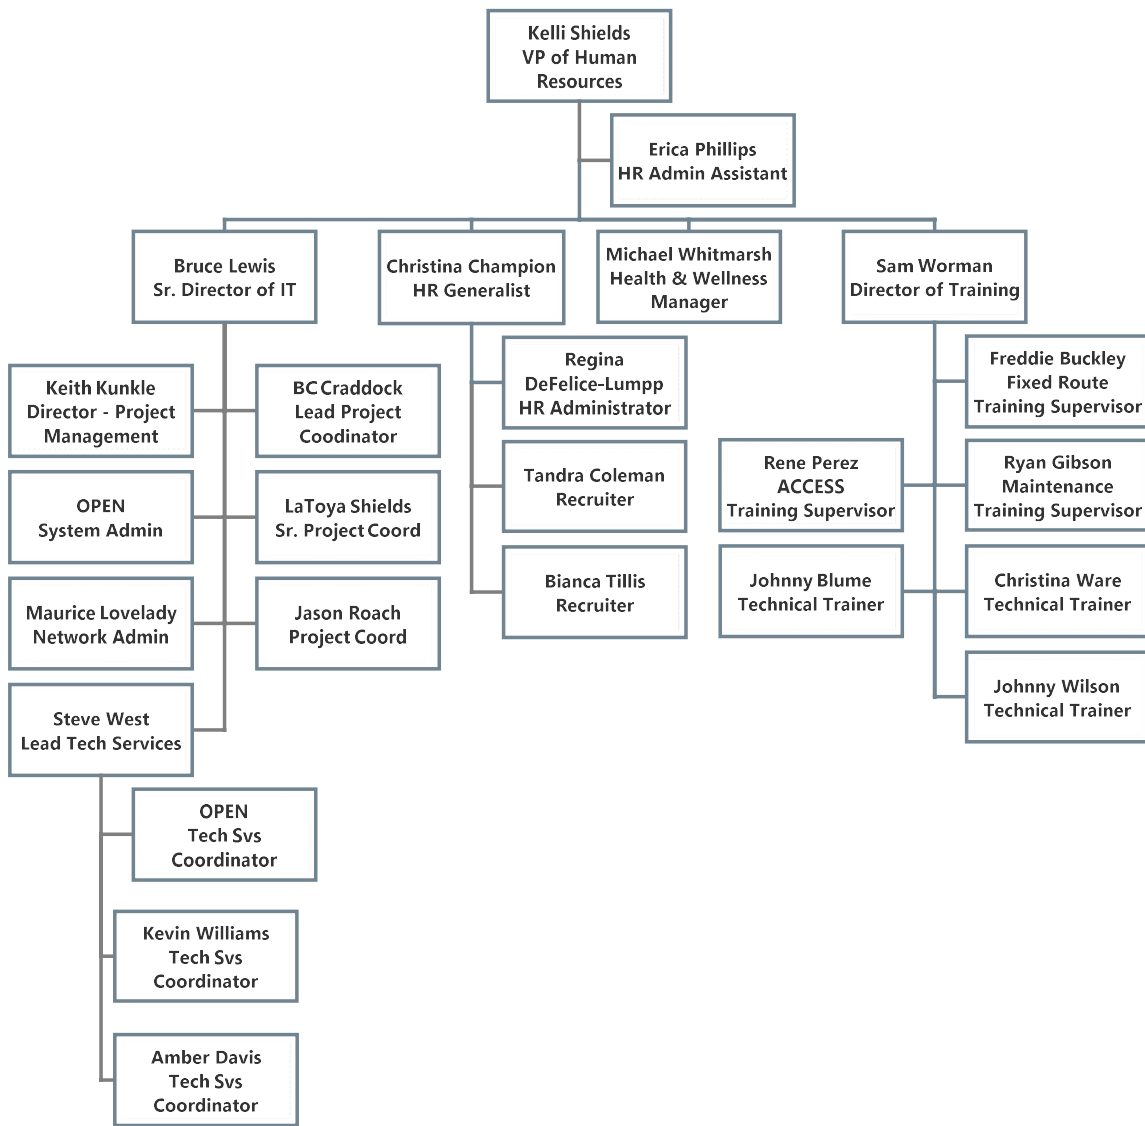 Kelli Shields
VP of Human
Resources
Erica Phillips
HR Admin Assistant
Bruce Lewis
Sr. Director of IT
Christina Champion
HR Generalist
Michael Whitmarsh
Health & Wellness
Manager
Sam Worman
Director of Training
Keith Kunkle
Director - Project
Management
BC Craddock
Lead Project
Coodinator
OPEN
System Admin
LaToya Shields
Sr. Project Coord
Maurice Lovelady
Network Admin
Jason Roach
Project Coord
Steve West
Lead Tech Services
OPEN
Tech Svs
Coordinator
Kevin Williams
Tech Svs
Coordinator
Amber Davis
Tech Svs
Coordinator
Regina
DeFelice-Lumpp
HR Administrator
Tandra Coleman
Recruiter
Bianca Tillis
Recruiter
Freddie Buckley
Fixed Route
Training Supervisor
Rene Perez
ACCESS
Training Supervisor
Ryan Gibson
Maintenance
Training Supervisor
Johnny Blume
Technical Trainer
Christina Ware
Technical Trainer
Johnny Wilson
Technical Trainer